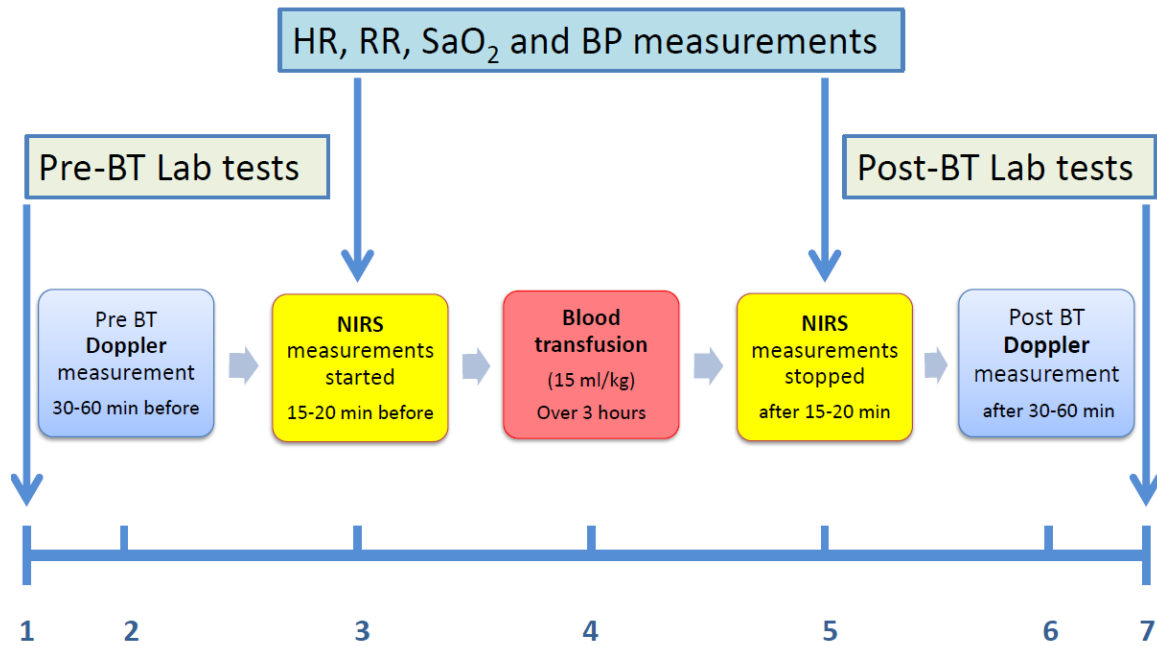 HR, RR, SaO₂ and BP measurements
Pre-BT Lab tests
Post-BT Lab tests
Pre BT
Doppler
measurement
30-60 min before
NIRS
measurements
started
15-20 min before
Blood
transfusion
(15 ml/kg)
Over 3 hours
NIRS
measurements
stopped
after 15-20 min
Post BT
Doppler
measurement
after 30-60 min
1 2 3 4 5 6 7